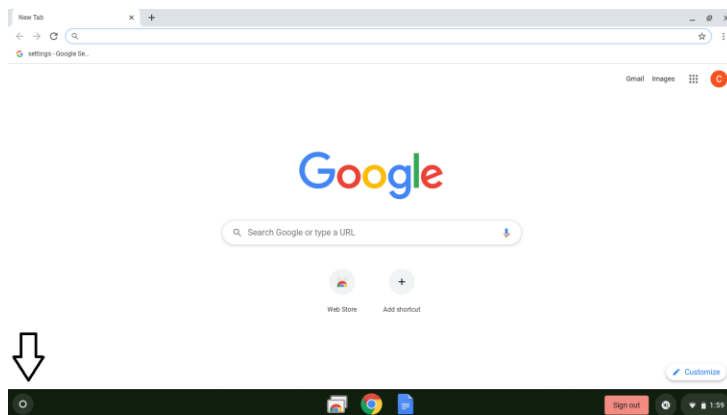 New Tab
settings - Google Se...
Gmail Images
C
Google
Search Google or type a URL
Web Store Add shortcut
Customize
Sign out 1:59